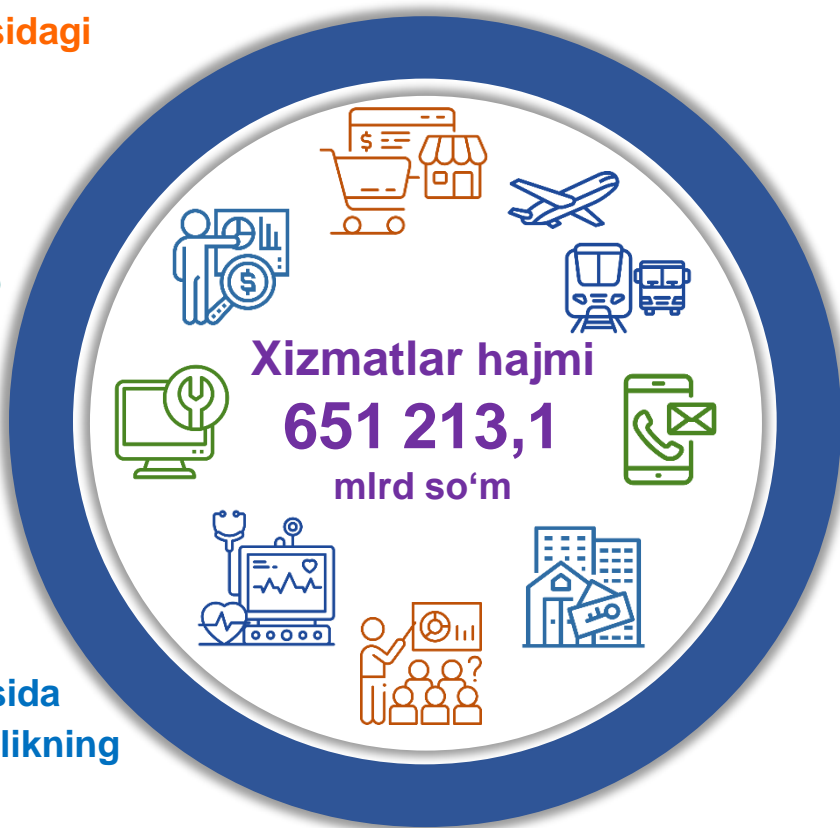 sidagi
Xizmatlar hajmi
651 213,1
mlrd so‘m
sida
likning